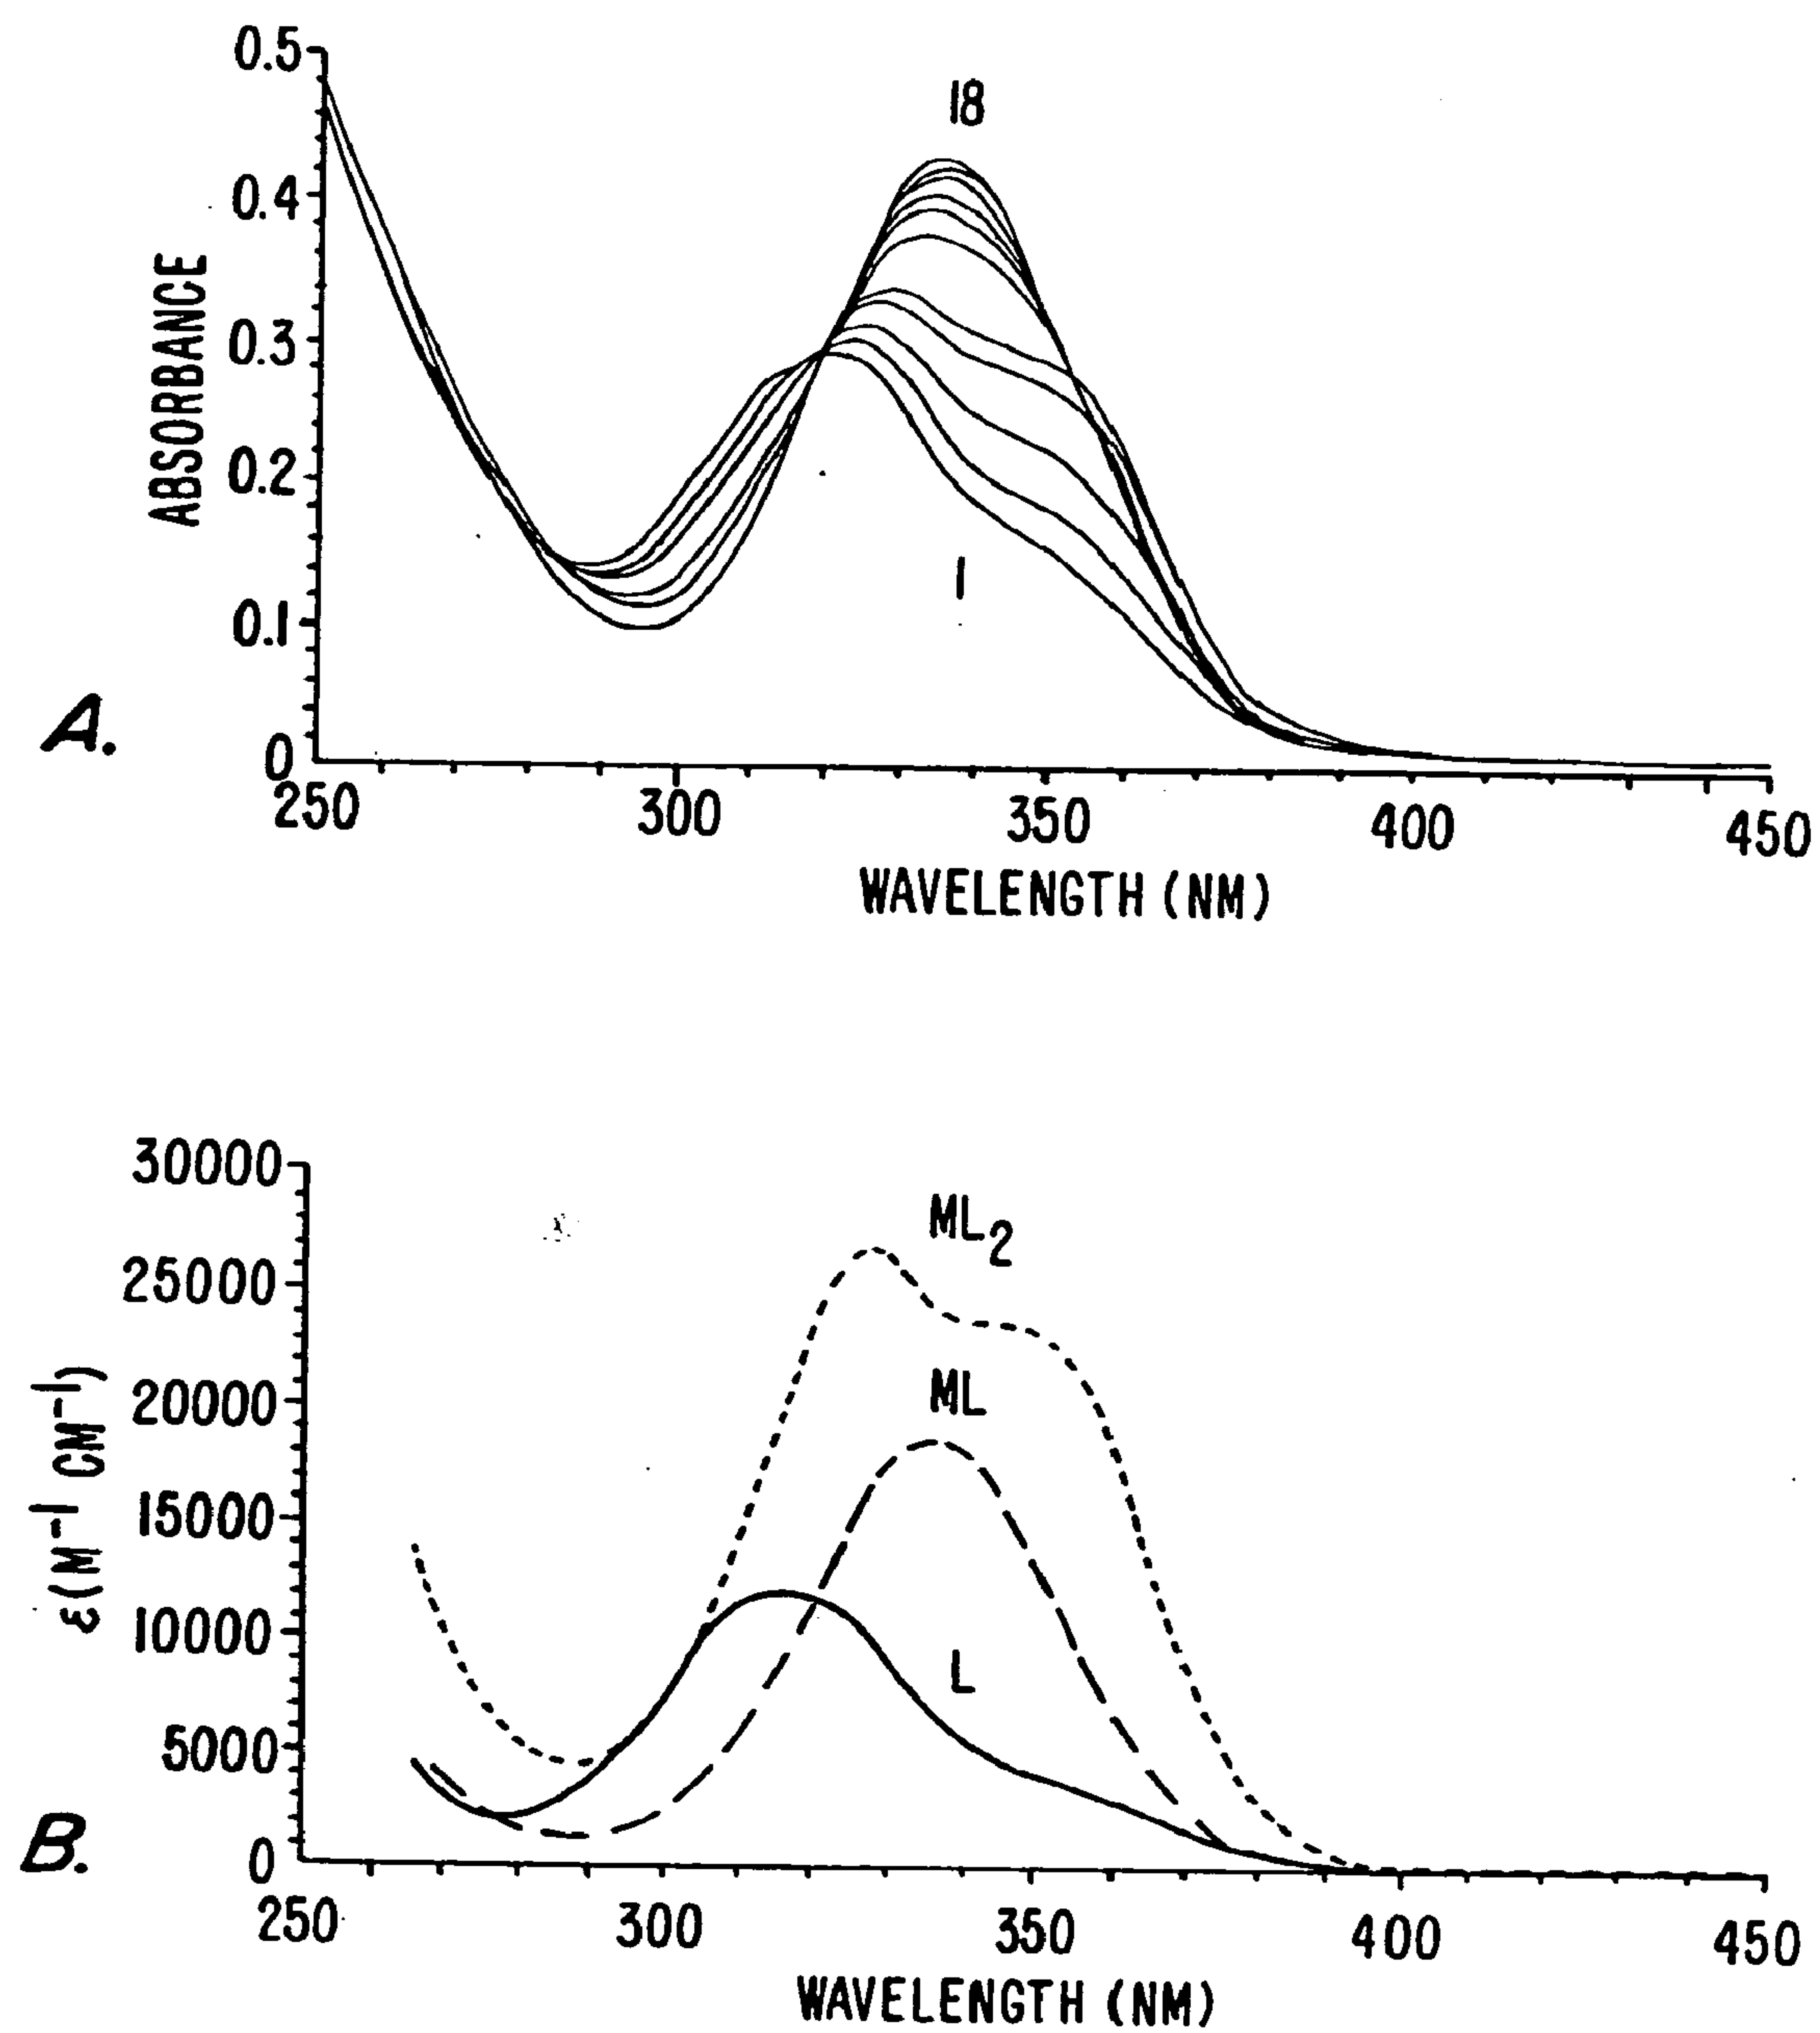 0.5
0.4
0.3
0.2
0.1
0
ABSORBANCE
18
1
A.
250 300 350 400 450
WAVELENGTH (NM)
30000
25000
20000
15000
10000
5000
0
ε(M⁻¹ CM⁻¹)
ML₂
ML
L
B.
250 300 350 400 450
WAVELENGTH (NM)